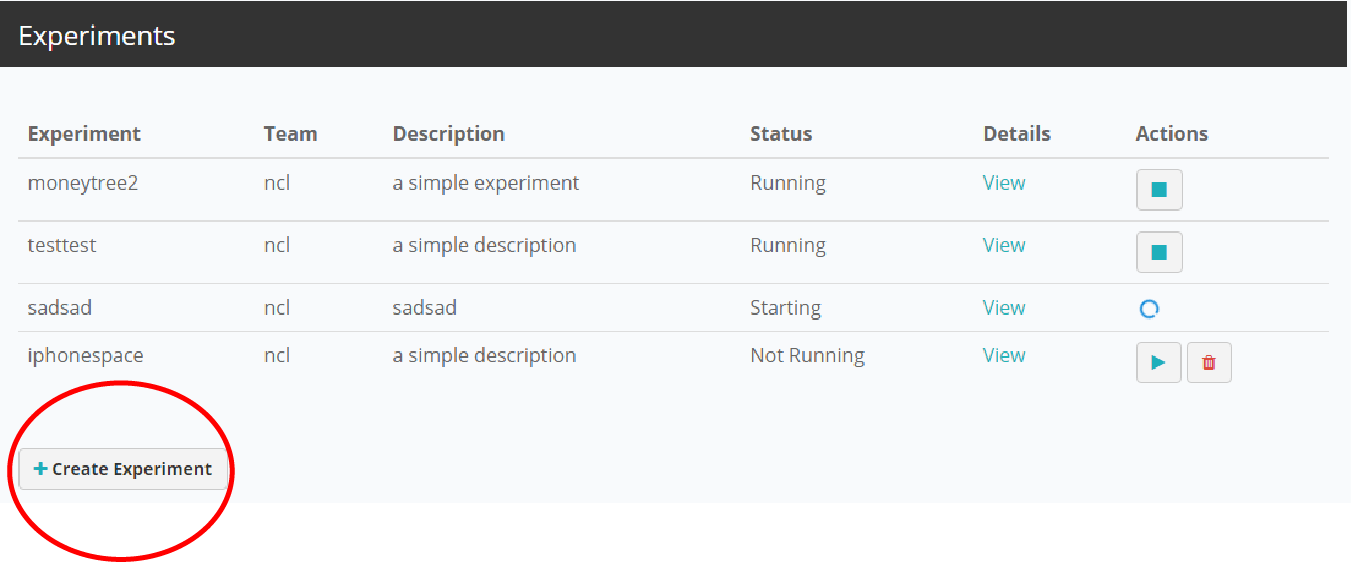 Experiments
Experiment Team Description Status Details Actions
moneytree2 ncl a simple experiment Running View
testtest ncl a simple description Running View
sadsad ncl sadsad Starting View
iphonespace ncl a simple description Not Running View
+ Create Experiment